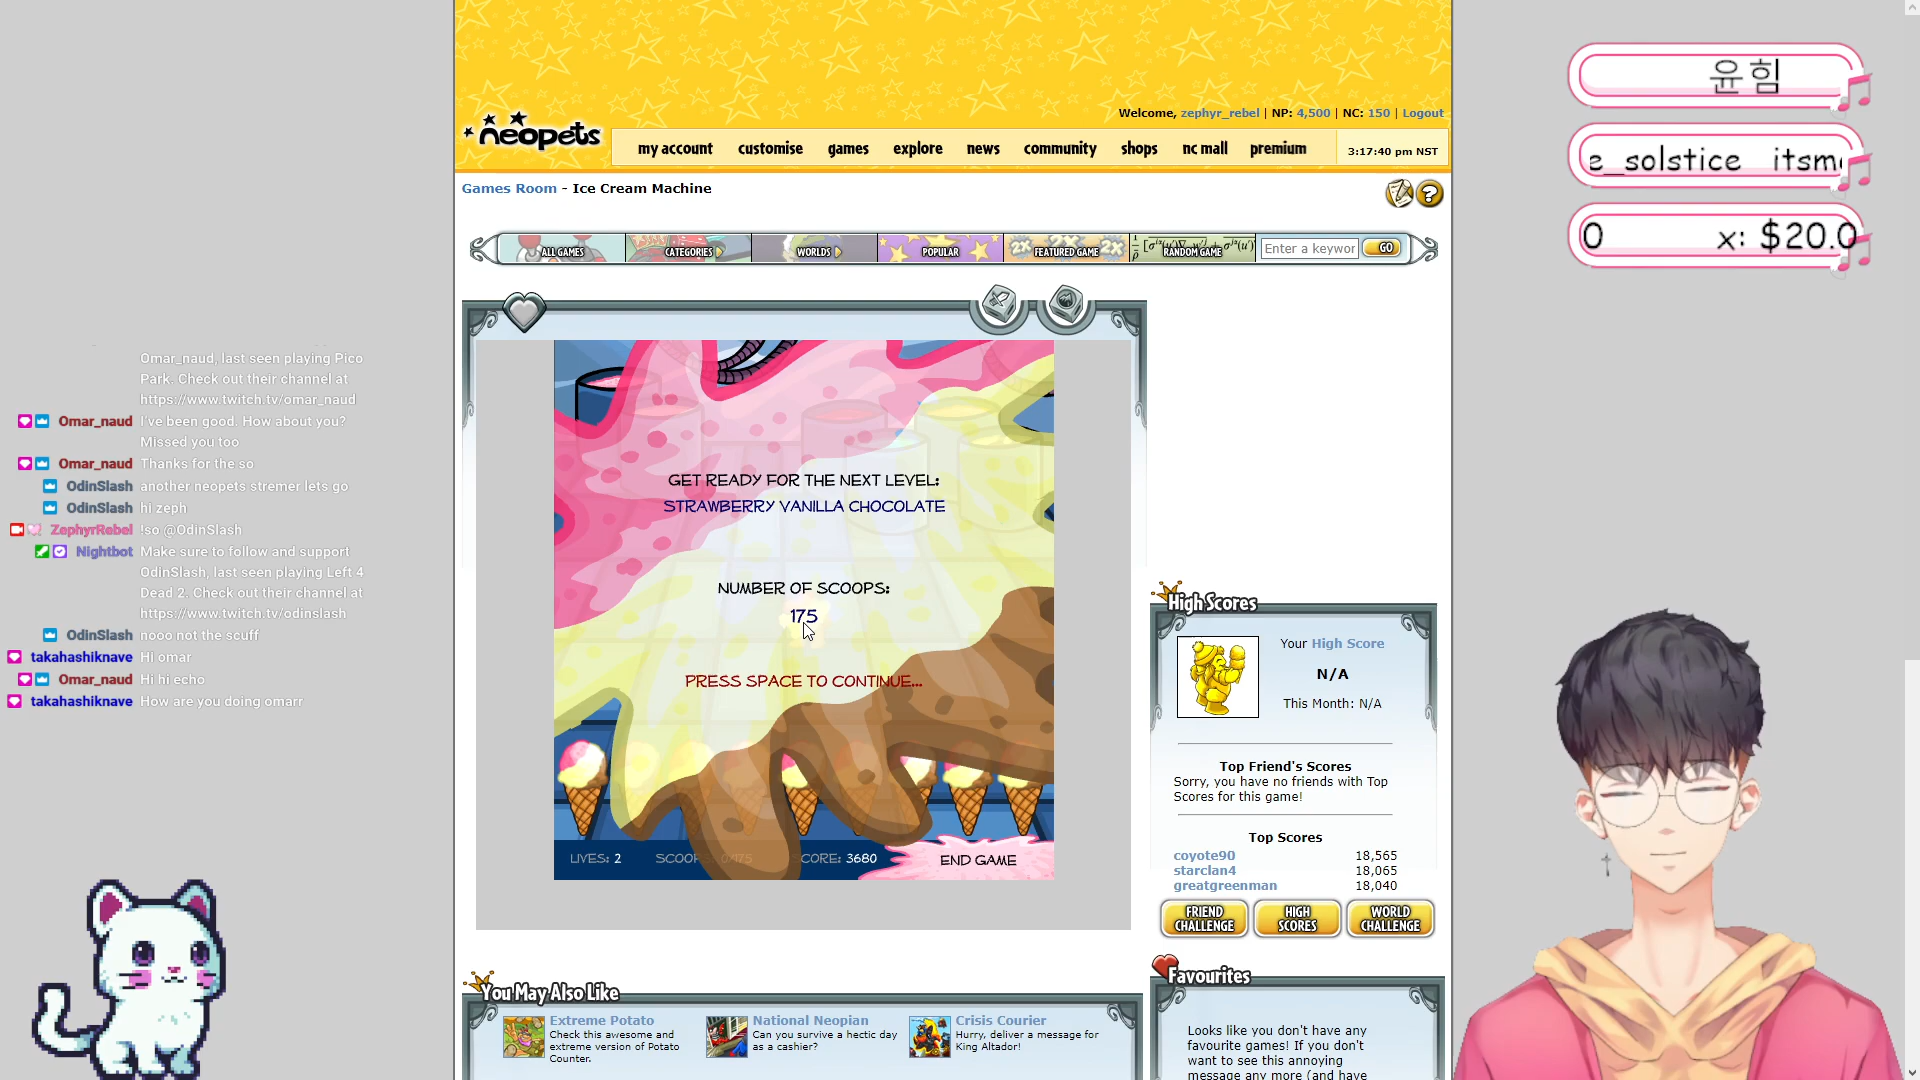 Omar_naud, last seen playing Pico
Park. Check out their channel at
https://www.twitch.tv/omar_naud
Omar_naud I've been good. How about you?
Missed you too
Omar_naud Thanks for the so
OdinSlash another neopets stremer lets go
OdinSlash hi zeph
ZephyrRebel !so @OdinSlash
Nightbot Make sure to follow and support
OdinSlash, last seen playing Left 4
Dead 2. Check out their channel at
https://www.twitch.tv/odinslash
OdinSlash nooo not the scuff
takahashiknave Hi omar
Omar_naud Hi hi echo
takahashiknave How are you doing omarr
neopets
Welcome, zephyr_rebel | NP: 4,500 | NC: 150 | Logout
my account customise games explore news community shops nc mall premium 3:17:40 pm NST
Games Room - Ice Cream Machine
ALL GAMES CATEGORIES WORLDS POPULAR FEATURED GAME RANDOM GAME Enter a keywor GO
GET READY FOR THE NEXT LEVEL:
STRAWBERRY VANILLA CHOCOLATE
NUMBER OF SCOOPS:
175
PRESS SPACE TO CONTINUE...
LIVES: 2 SCORE: 3680 END GAME
High Scores
Your High Score
N/A
This Month: N/A
Top Friend's Scores
Sorry, you have no friends with Top
Scores for this game!
Top Scores
coyote90 18,565
starclan4 18,065
greatgreenman 18,040
FRIEND CHALLENGE
HIGH SCORES
WORLD CHALLENGE
You May Also Like
Extreme Potato
Check this awesome and
extreme version of Potato
Counter.
National Neopian
Can you survive a hectic day
as a cashier?
Crisis Courier
Hurry, deliver a message for
King Altador!
Favourites
Looks like you don't have any
favourite games! If you don't
want to see this annoying
message any more (and have
윤힘
e_solstice itsm
0 x: $20.0